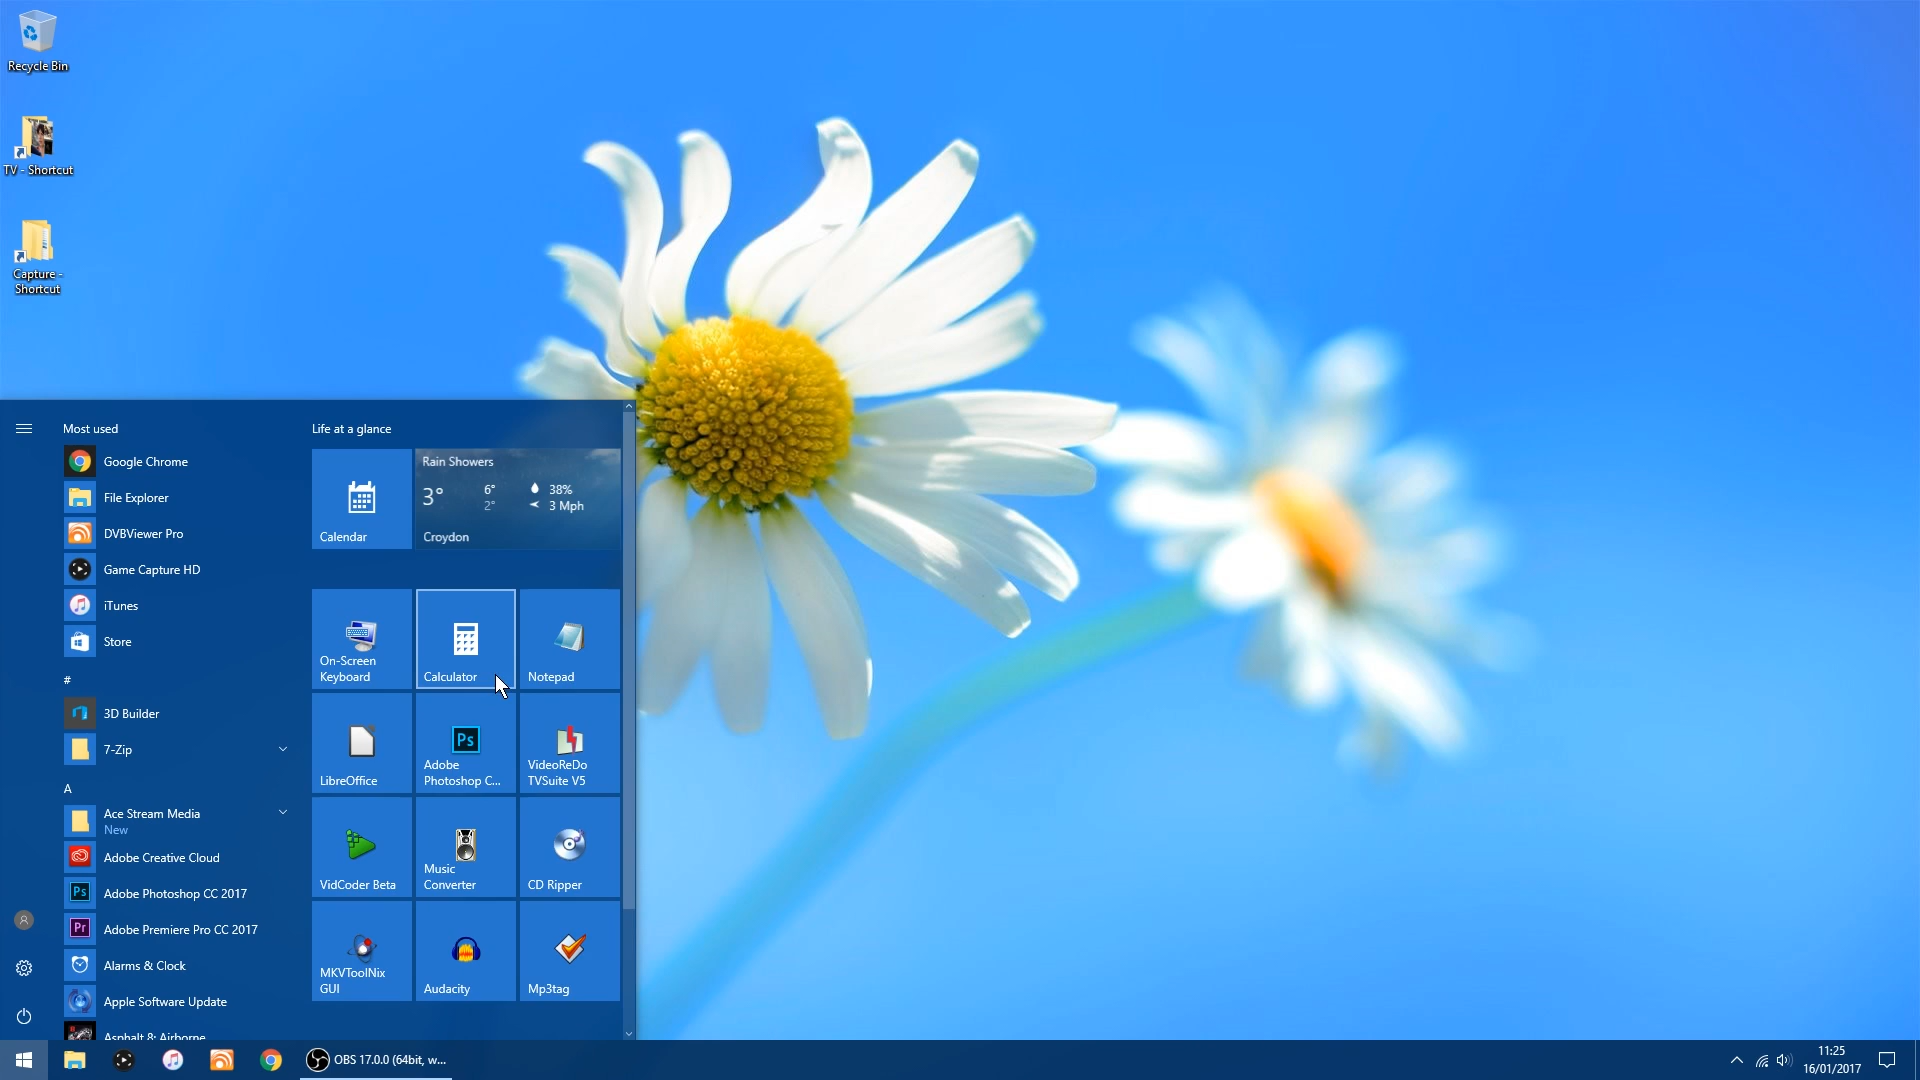 Recycle Bin
TV - Shortcut
Capture -
Shortcut
Most used
Google Chrome
File Explorer
DVBViewer Pro
Game Capture HD
iTunes
Store
#
3D Builder
7-Zip
A
Ace Stream Media
New
Adobe Creative Cloud
Adobe Photoshop CC 2017
Adobe Premiere Pro CC 2017
Alarms & Clock
Apple Software Update
Asphalt 8: Airborne
Life at a glance
Calendar
Rain Showers
3°
6°
2°
38%
3 Mph
Croydon
On-Screen
Keyboard
Calculator
Notepad
LibreOffice
Ps
Adobe
Photoshop C...
VideoReDo
TVSuite V5
VidCoder Beta
Music
Converter
CD Ripper
MKVToolNix
GUI
Audacity
Mp3tag
Ps
Pr
OBS 17.0.0 (64bit, w...
11:25
16/01/2017